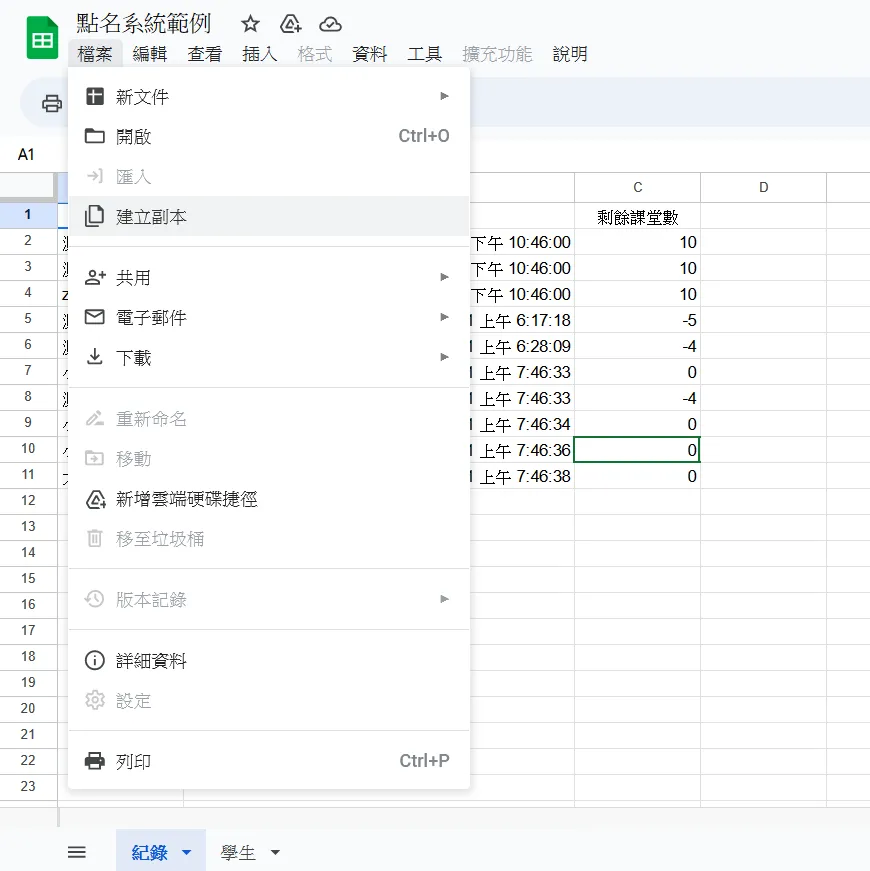 點名系統範例
檔案 編輯 查看 插入 格式 資料 工具 擴充功能 說明
新文件
開啟 Ctrl+O
匯入
建立副本
共用
電子郵件
下載
重新命名
移動
新增雲端硬碟捷徑
移至垃圾桶
版本記錄
詳細資料
設定
列印 Ctrl+P
A1
C D
1 剩餘課堂數
2 下午 10:46:00 10
3 下午 10:46:00 10
4 下午 10:46:00 10
5 上午 6:17:18 -5
6 上午 6:28:09 -4
7 上午 7:46:33 0
8 上午 7:46:33 -4
9 上午 7:46:34 0
10 上午 7:46:36 0
11 上午 7:46:38 0
12
13
14
15
16
17
18
19
20
21
22
23
紀錄 學生